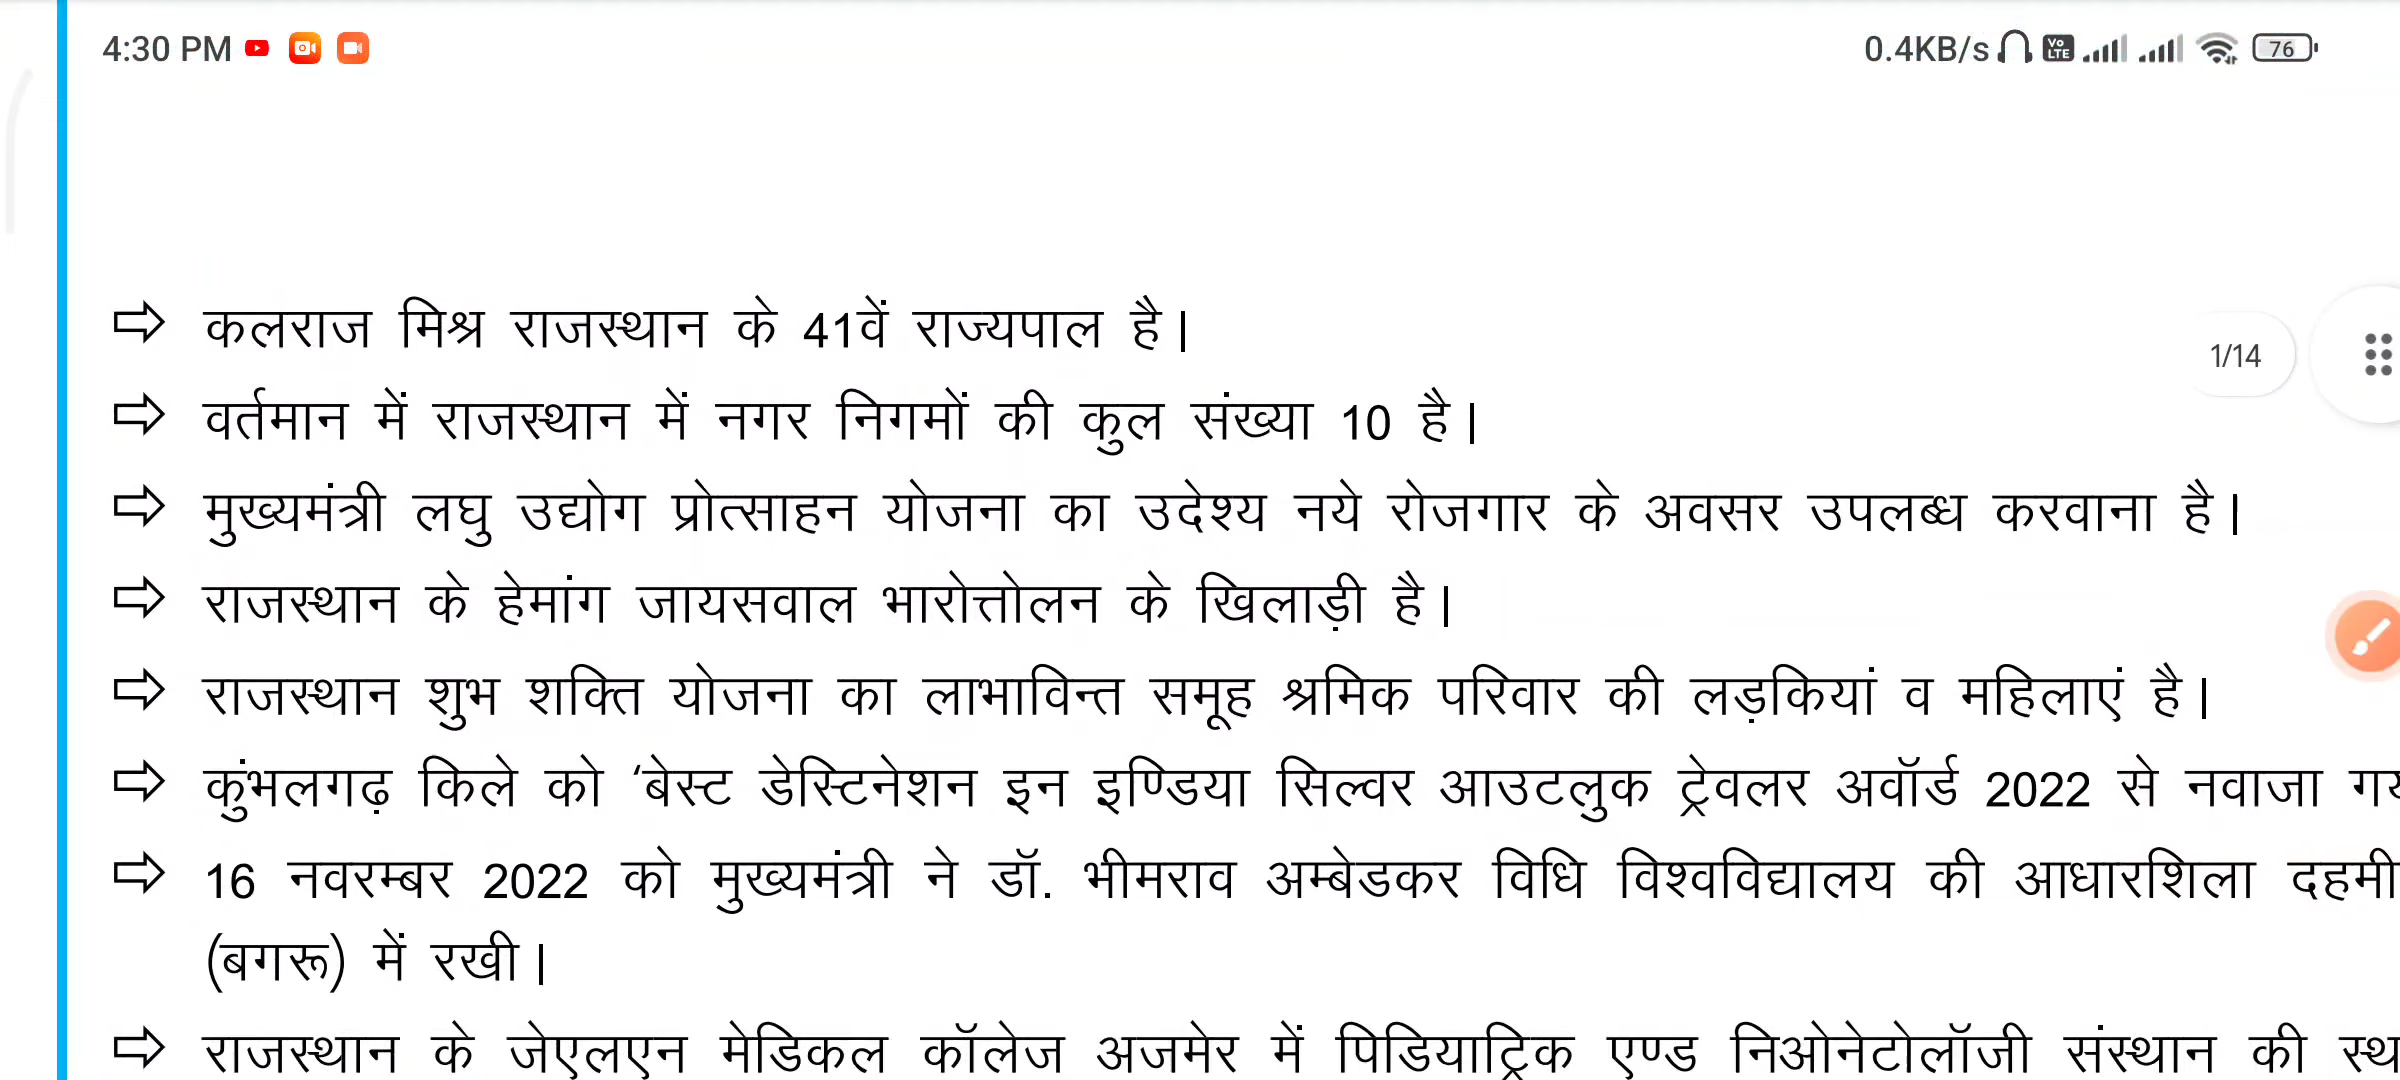 4:30 PM 0.4KB/s Vo LTE 76
⇨ कलराज मिश्र राजस्थान के 41वें राज्यपाल है।
1/14
⇨ वर्तमान में राजस्थान में नगर निगमों की कुल संख्या 10 है।
⇨ मुख्यमंत्री लघु उद्योग प्रोत्साहन योजना का उदेश्य नये रोजगार के अवसर उपलब्ध करवाना है।
⇨ राजस्थान के हेमांग जायसवाल भारोत्तोलन के खिलाड़ी है।
⇨ राजस्थान शुभ शक्ति योजना का लाभाविन्त समूह श्रमिक परिवार की लड़कियां व महिलाएं है।
⇨ कुंभलगढ़ किले को ‘बेस्ट डेस्टिनेशन इन इण्डिया सिल्वर आउटलुक ट्रेवलर अवॉर्ड 2022 से नवाजा
⇨ 16 नवरम्बर 2022 को मुख्यमंत्री ने डॉ. भीमराव अम्बेडकर विधि विश्वविद्यालय की आधारशिला दहमी
(बगरू) में रखी।
⇨ राजस्थान के जेएलएन मेडिकल कॉलेज अजमेर में पिडियाट्रिक एण्ड निओनेटोलॉजी संस्थान की